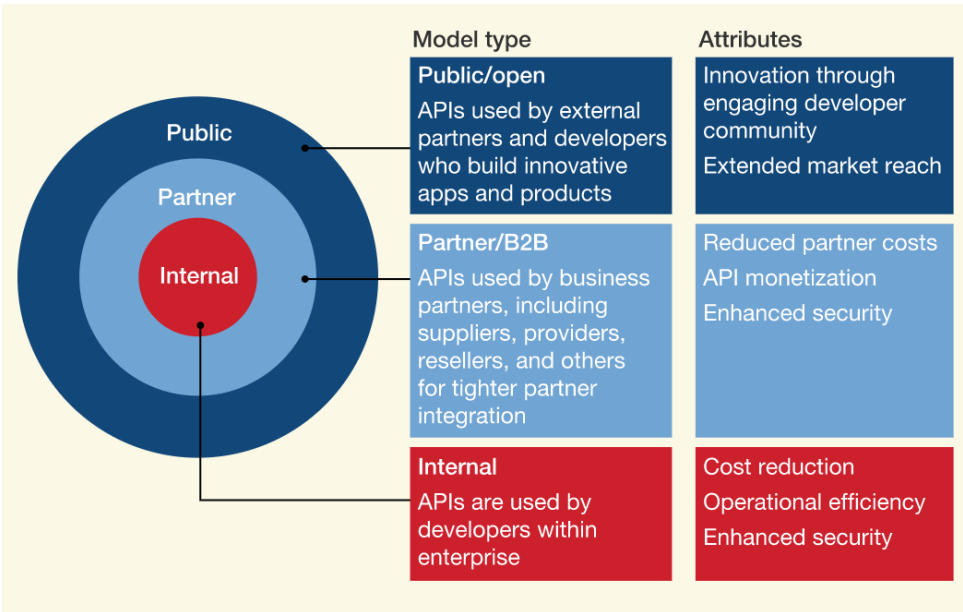 Model type
Attributes
Public
Partner
Internal
Public/open
APIs used by external
partners and developers
who build innovative
apps and products
Innovation through
engaging developer
community
Extended market reach
Partner/B2B
APIs used by business
partners, including
suppliers, providers,
resellers, and others
for tighter partner
integration
Reduced partner costs
API monetization
Enhanced security
Internal
APIs are used by
developers within
enterprise
Cost reduction
Operational efficiency
Enhanced security